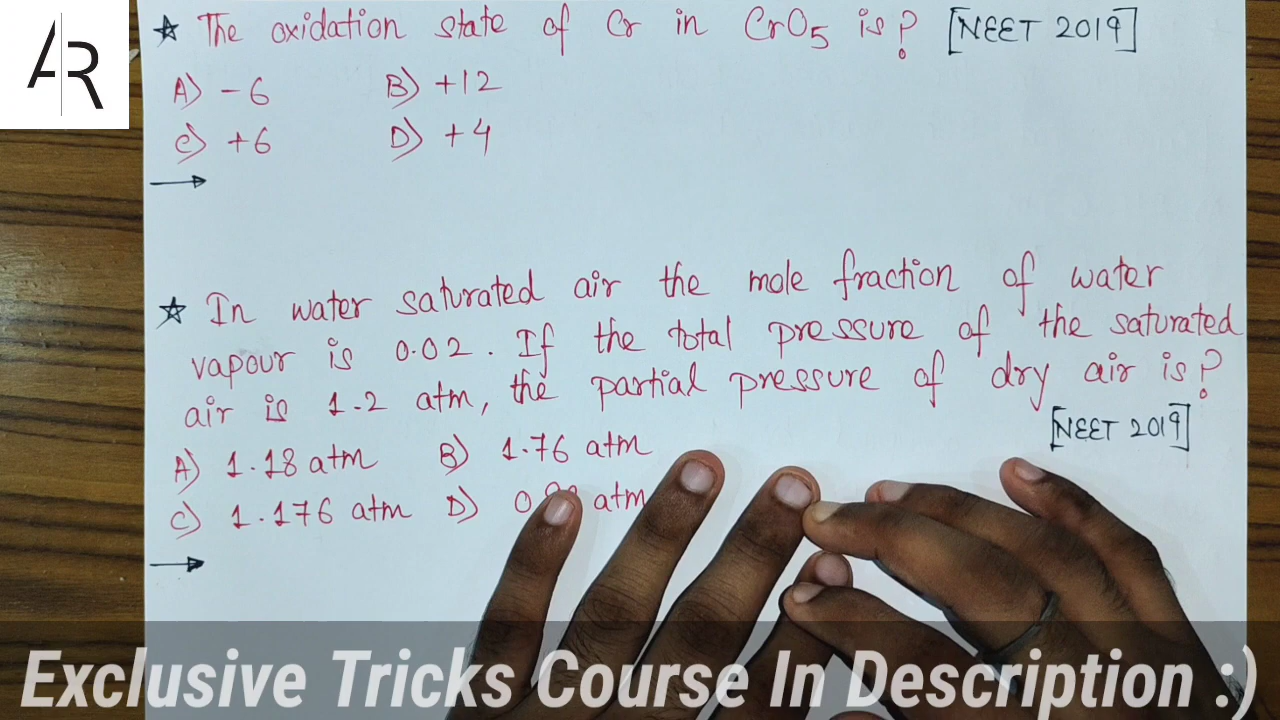 AR
☆ The oxidation state of Cr in CrO5 is? [NEET 2019]
A) -6 B) +12
C) +6 D) +4
→
☆ In water saturated air the mole fraction of water
vapour is 0.02. If the total pressure of the saturated
air is 1.2 atm, the partial pressure of dry air is?
[NEET 2019]
A) 1.18 atm B) 1.76 atm
C) 1.176 atm D) atm
→
Exclusive Tricks Course In Description :)